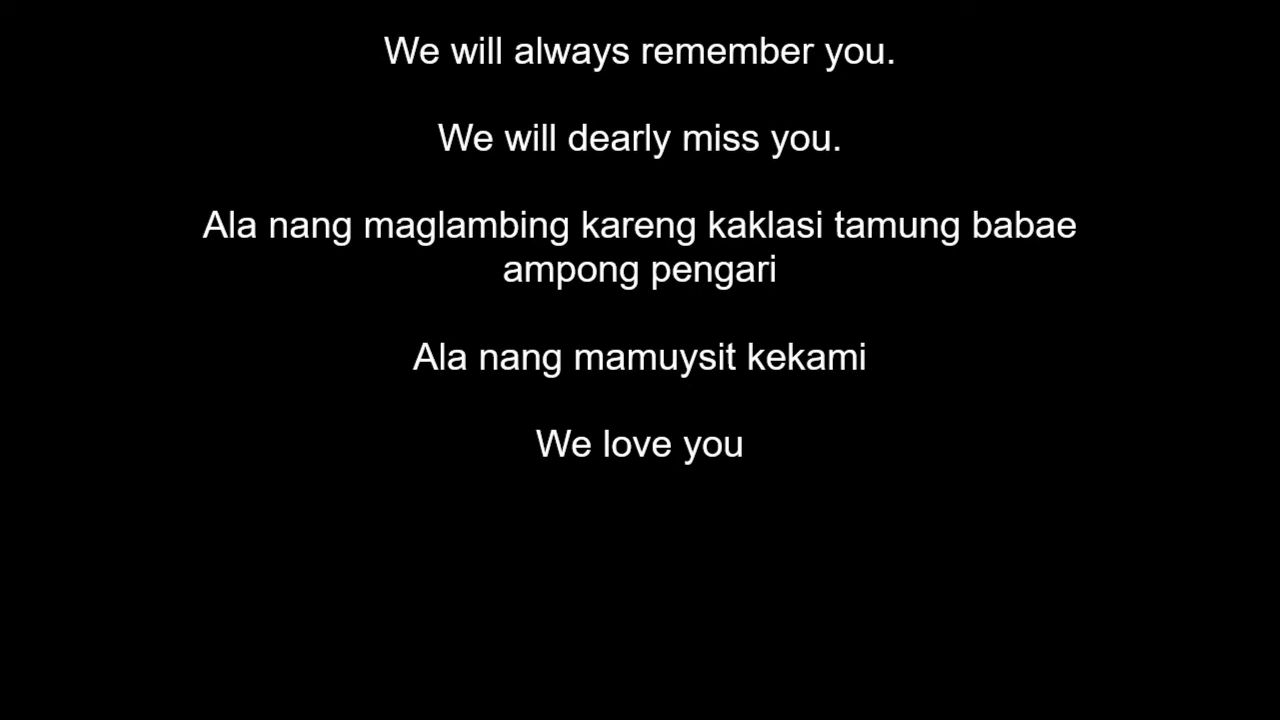 We will always remember you.
We will dearly miss you.
Ala nang maglambing kareng kaklasi tamung babae
ampong pengari
Ala nang mamuysit kekami
We love you